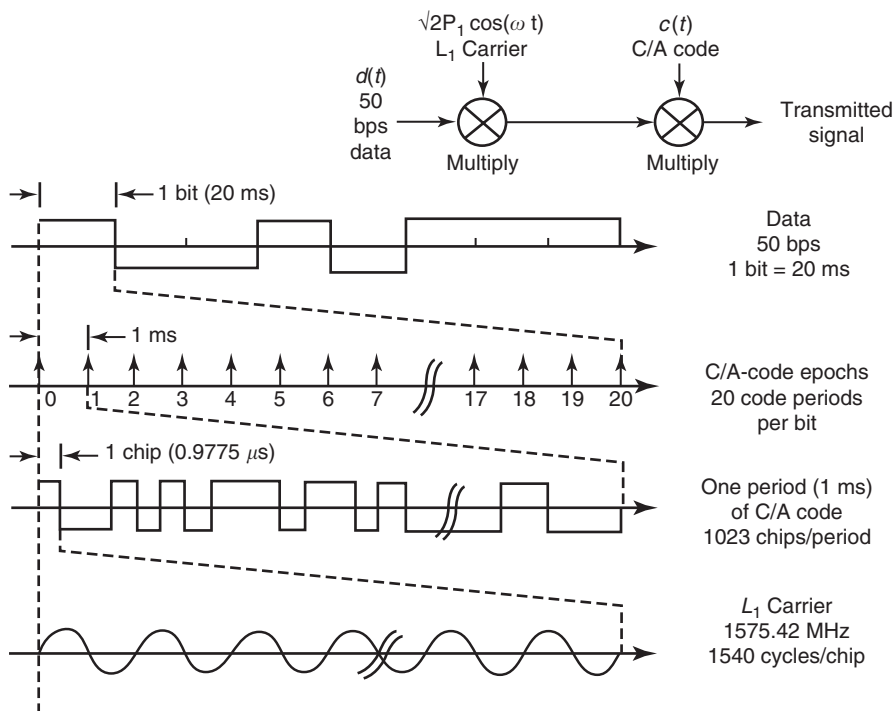 √2P₁ cos(ω t)
L₁ Carrier
c(t)
C/A code
d(t)
50
bps
data
Multiply
Multiply
Transmitted
signal
1 bit (20 ms)
Data
50 bps
1 bit = 20 ms
1 ms
0 1 2 3 4 5 6 7 17 18 19 20
C/A-code epochs
20 code periods
per bit
1 chip (0.9775 μs)
One period (1 ms)
of C/A code
1023 chips/period
L₁ Carrier
1575.42 MHz
1540 cycles/chip